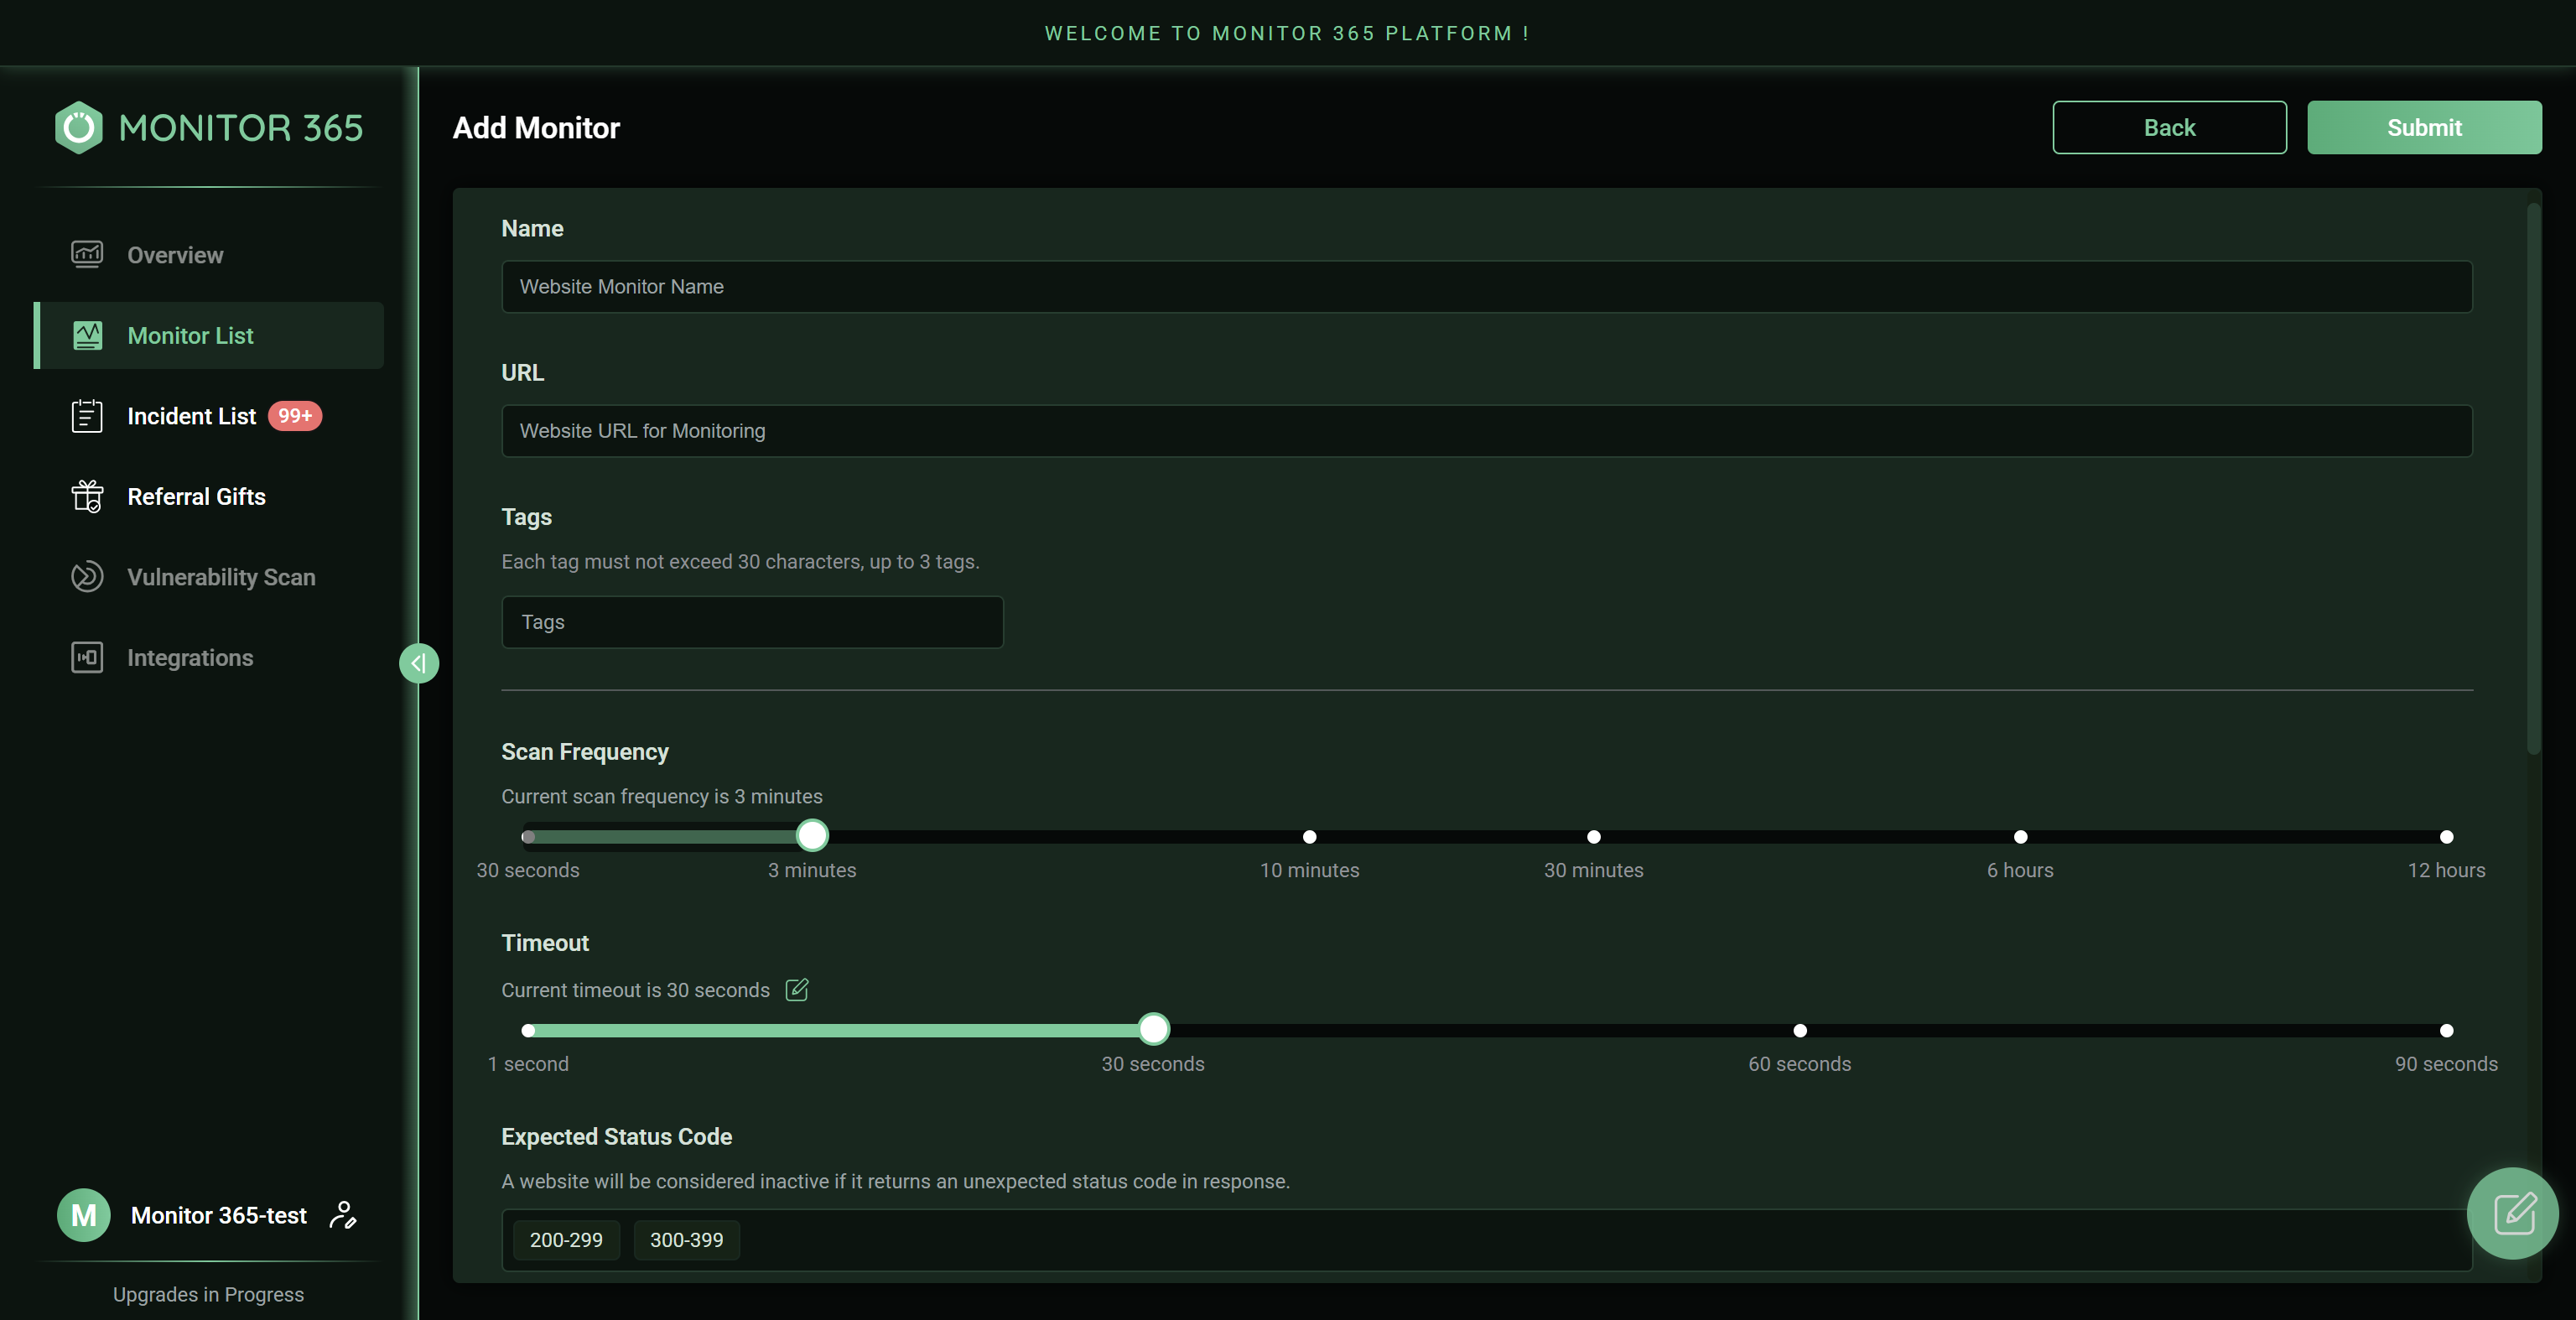 WELCOME TO MONITOR 365 PLATFORM !
MONITOR 365
Overview
Monitor List
Incident List 99+
Referral Gifts
Vulnerability Scan
Integrations
M Monitor 365-test
Upgrades in Progress
Add Monitor
Back
Submit
Name
Website Monitor Name
URL
Website URL for Monitoring
Tags
Each tag must not exceed 30 characters, up to 3 tags.
Tags
Scan Frequency
Current scan frequency is 3 minutes
30 seconds 3 minutes 10 minutes 30 minutes 6 hours 12 hours
Timeout
Current timeout is 30 seconds
1 second 30 seconds 60 seconds 90 seconds
Expected Status Code
A website will be considered inactive if it returns an unexpected status code in response.
200-299 300-399